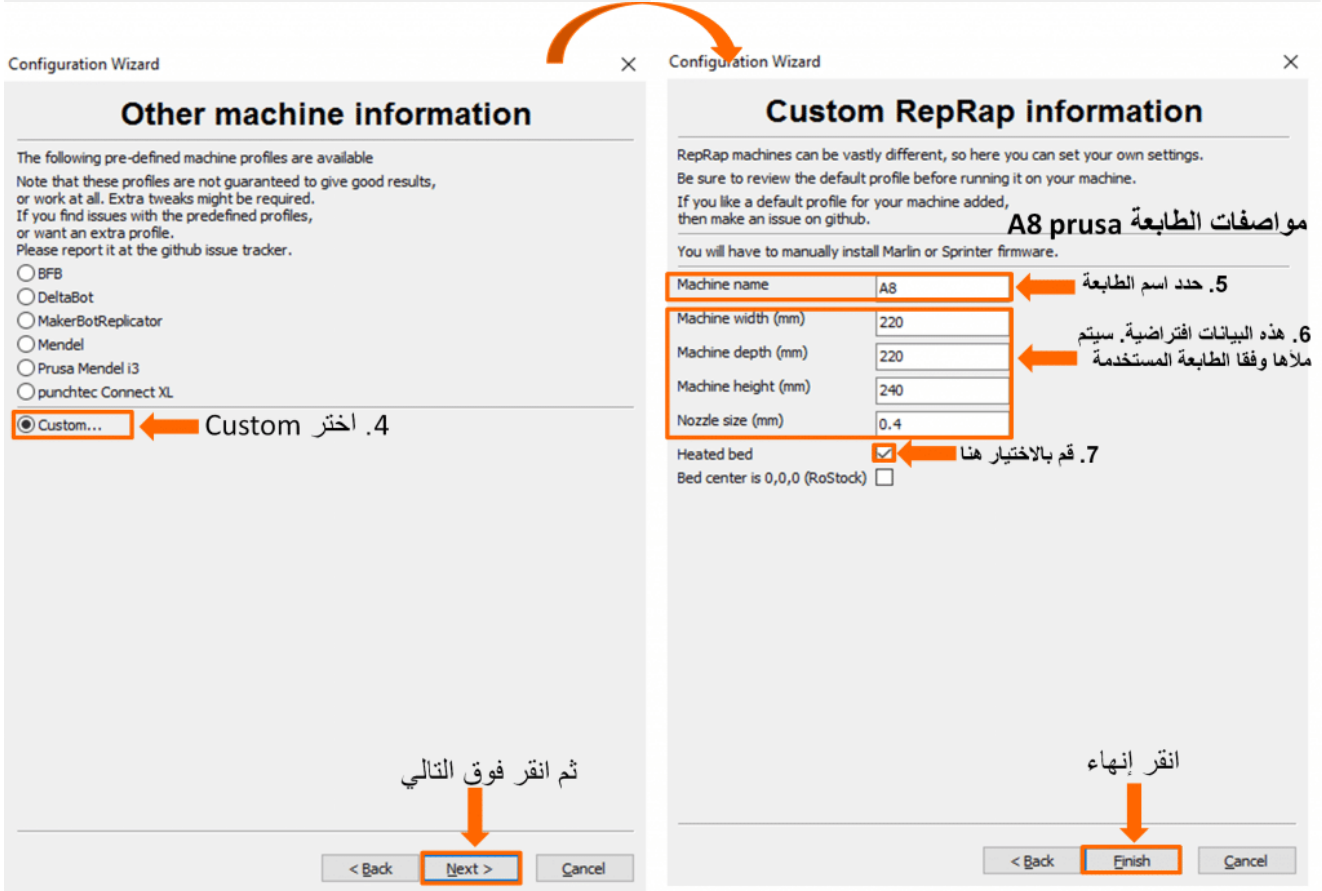 Configuration Wizard
Other machine information
The following pre-defined machine profiles are available
Note that these profiles are not guaranteed to give good results,
or work at all. Extra tweaks might be required.
If you find issues with the predefined profiles,
or want an extra profile.
Please report it at the github issue tracker.
BFB
DeltaBot
MakerBotReplicator
Mendel
Prusa Mendel i3
punchtec Connect XL
Custom...
4. اختر Custom
ثم انقر فوق التالي
< Back
Next >
Cancel
Configuration Wizard
Custom RepRap information
RepRap machines can be vastly different, so here you can set your own settings.
Be sure to review the default profile before running it on your machine.
If you like a default profile for your machine added,
then make an issue on github.
مواصفات الطابعة A8 prusa
You will have to manually install Marlin or Sprinter firmware.
Machine name
A8
5. حدد اسم الطابعة
Machine width (mm)
220
Machine depth (mm)
220
Machine height (mm)
240
Nozzle size (mm)
0.4
6. هذه البيانات افتراضية. سيتم
ملأها وفقا الطابعة المستخدمة
Heated bed
7. قم بالاختيار هنا
Bed center is 0,0,0 (RoStock)
انقر إنهاء
< Back
Finish
Cancel